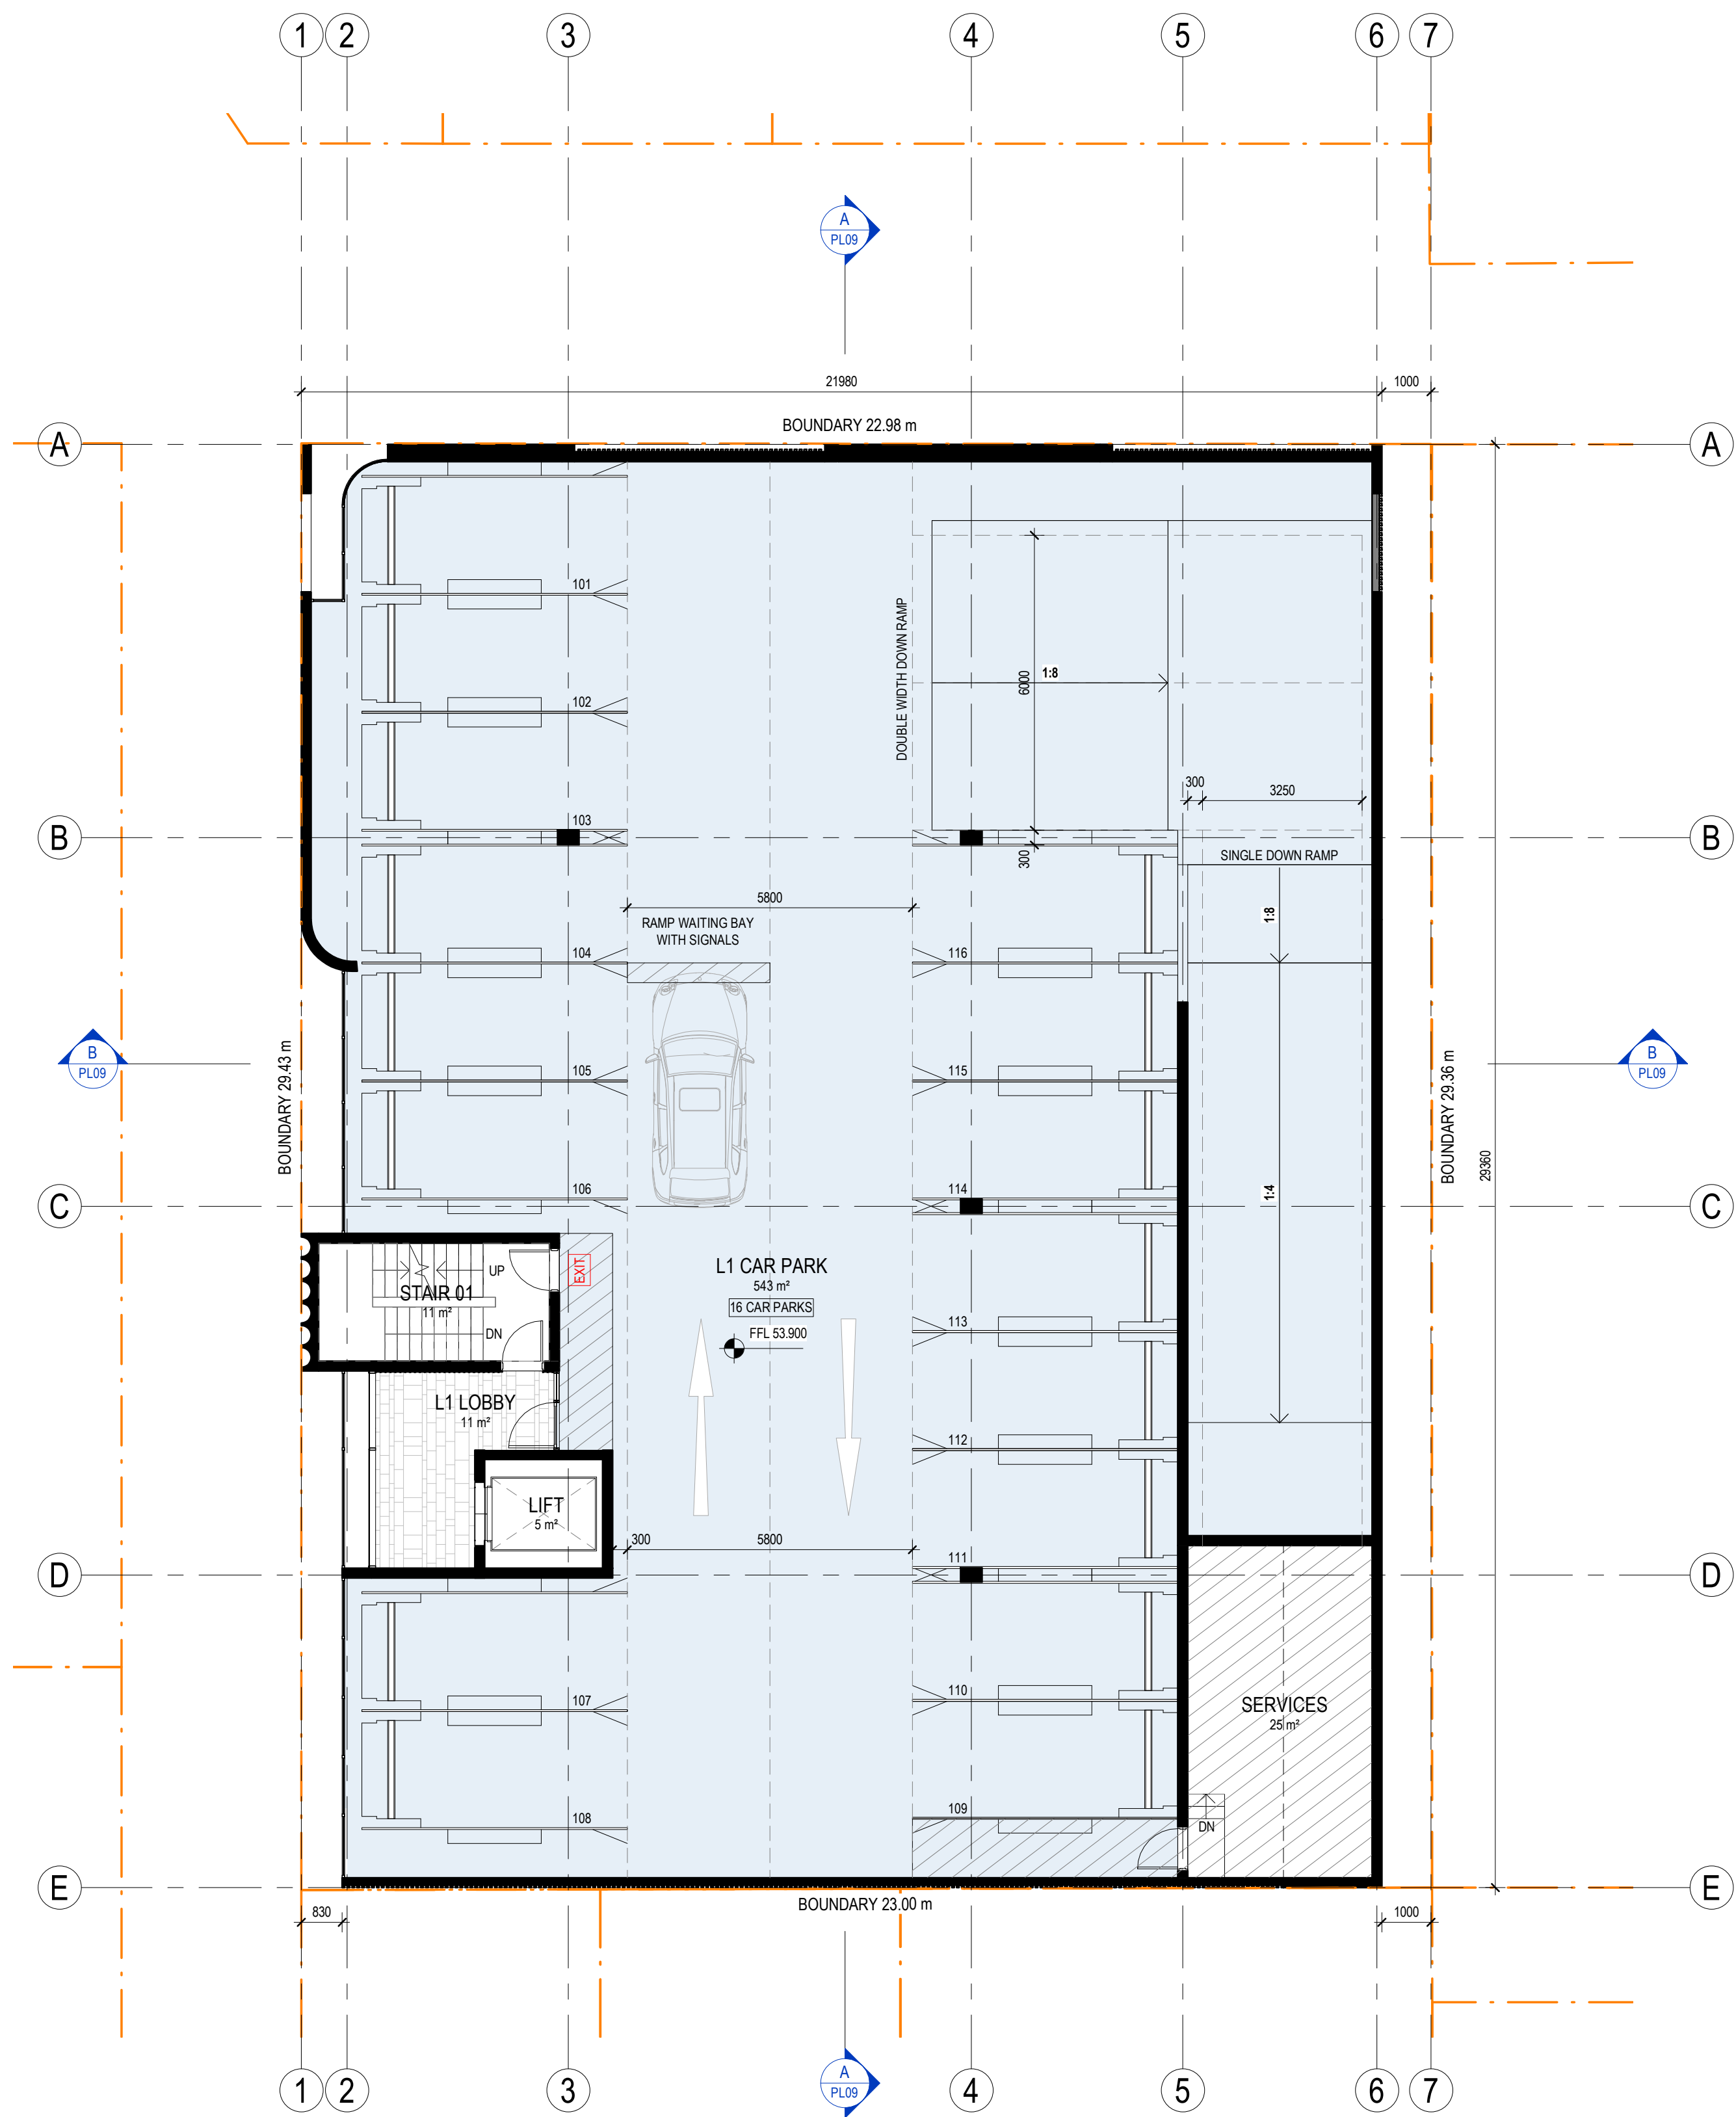 1 2 3 4 5 6 7
A
PL09
21980 1000
BOUNDARY 22.98 m
A A
101
DOUBLE WIDTH DOWN RAMP
6000
1:8
102
300 3250
103
B B
300
SINGLE DOWN RAMP
5800
1:8
RAMP WAITING BAY
WITH SIGNALS
104 116
BOUNDARY 29.43 m
B
PL09
105 115
BOUNDARY 29.36 m
B
PL09
29360
106 114
1:4
C C
L1 CAR PARK
543 m²
16 CAR PARKS
FFL 53.900
EXIT
UP
STAIR 01
11 m²
DN
113
L1 LOBBY
11 m²
112
LIFT
5 m²
300 5800
111
D D
107 110
SERVICES
25 m²
108 109
DN
E E
BOUNDARY 23.00 m
830 1000
A
PL09
1 2 3 4 5 6 7